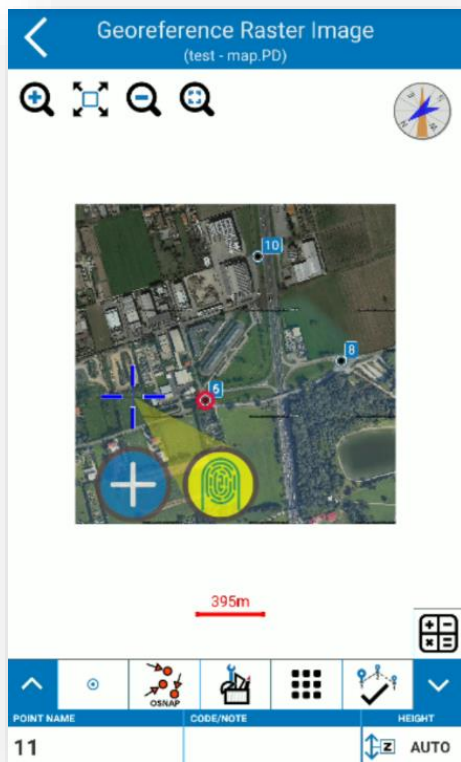 Georeference Raster Image
(test - map.PD)
10
8
6
395m
OSNAP
POINT NAME
CODE/NOTE
HEIGHT
11
Z
AUTO